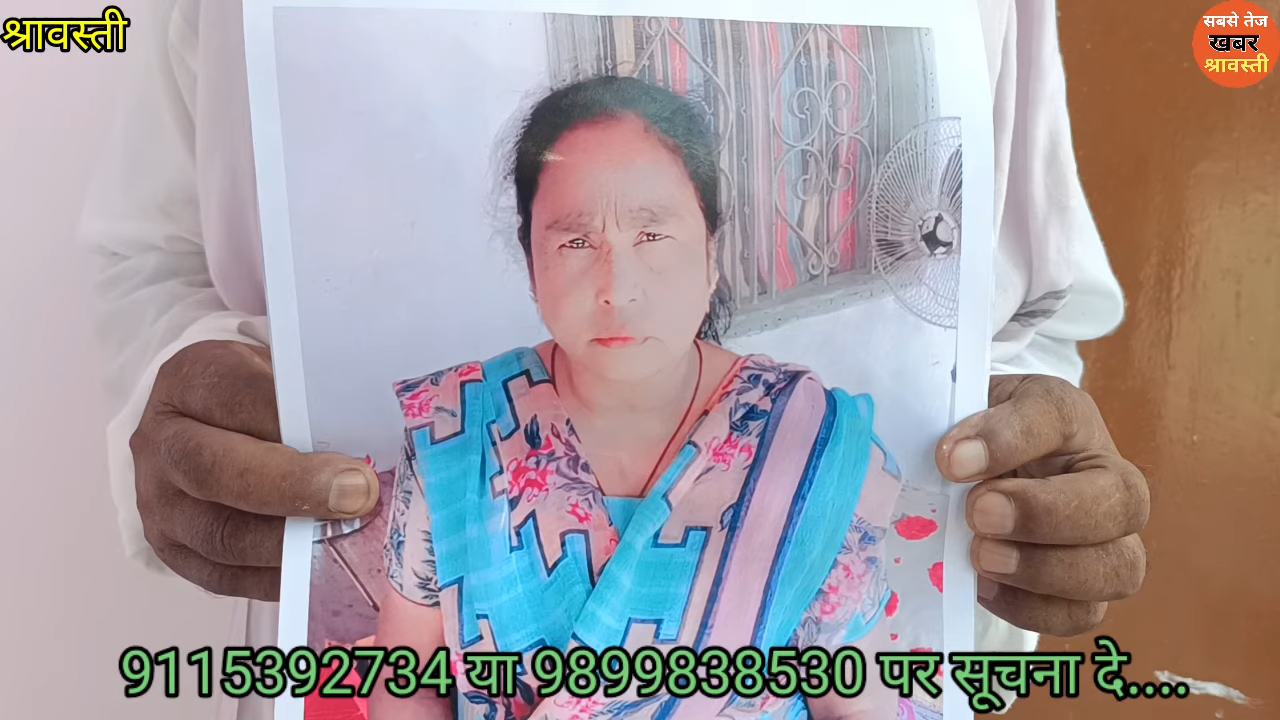 श्रावस्ती
सबसे तेज
खबर
श्रावस्ती
9115392734 या 9899838530 पर सूचना दे....